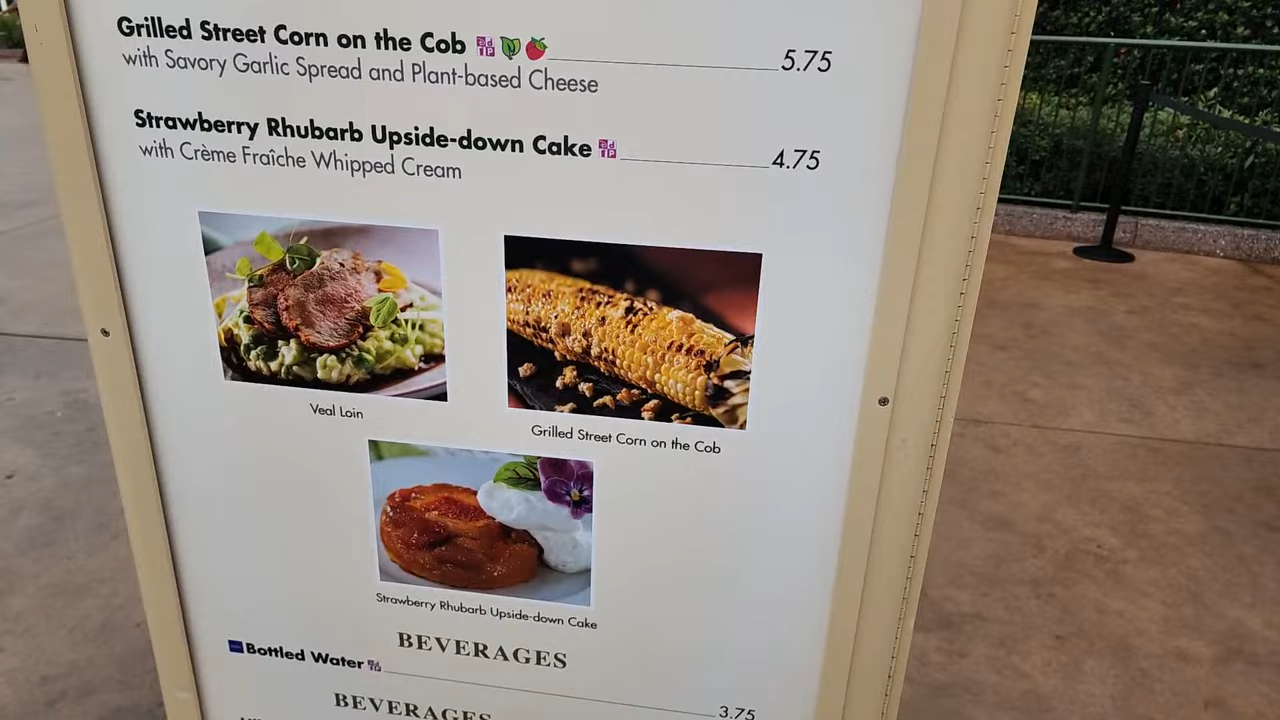 Grilled Street Corn on the Cob 5.75
with Savory Garlic Spread and Plant-based Cheese
Strawberry Rhubarb Upside-down Cake 4.75
with Crème Fraîche Whipped Cream
Veal Loin
Grilled Street Corn on the Cob
Strawberry Rhubarb Upside-down Cake
BEVERAGES
Bottled Water 3.75
BEVERAGES